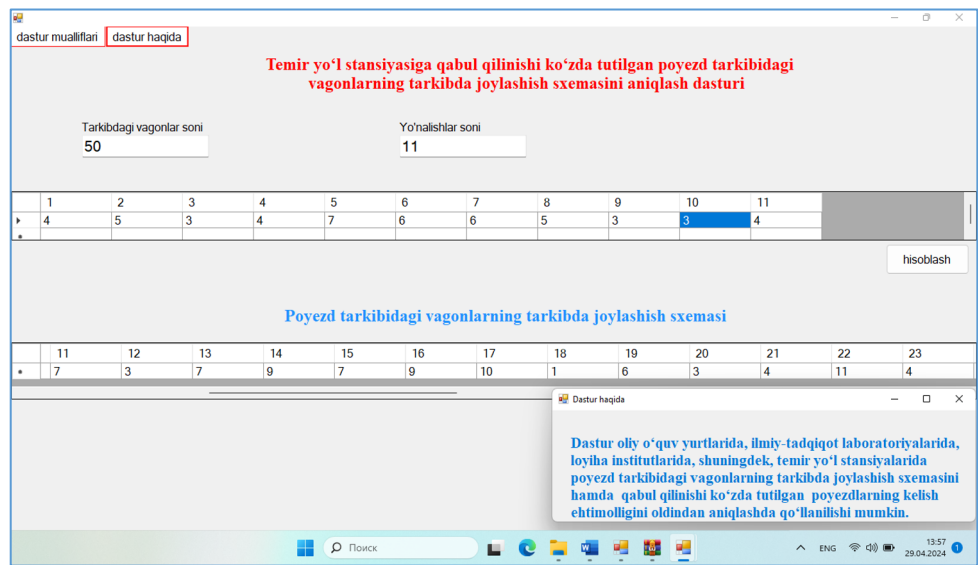 dastur mualliflari dastur haqida
Temir yo‘l stansiyasiga qabul qilinishi ko‘zda tutilgan poyezd tarkibidagi
vagonlarning tarkibda joylashish sxemasini aniqlash dasturi
Tarkibdagi vagonlar soni Yo'nalishlar soni
50 11
1 2 3 4 5 6 7 8 9 10 11
4 5 3 4 7 6 6 5 3 3 4
hisoblash
Poyezd tarkibidagi vagonlarning tarkibda joylashish sxemasi
11 12 13 14 15 16 17 18 19 20 21 22 23
7 3 7 9 7 9 10 1 6 3 4 11 4
Dastur haqida
Dastur oliy o‘quv yurtlarida, ilmiy-tadqiqot laboratoriyalarida,
loyiha institutlarida, shuningdek, temir yo‘l stansiyalarida
poyezd tarkibidagi vagonlarning tarkibda joylashish sxemasini
hamda qabul qilinishi ko‘zda tutilgan poyezdlarning kelish
ehtimolligini oldindan aniqlashda qo‘llanilishi mumkin.
Поиск ENG 13:57 1
29.04.2024